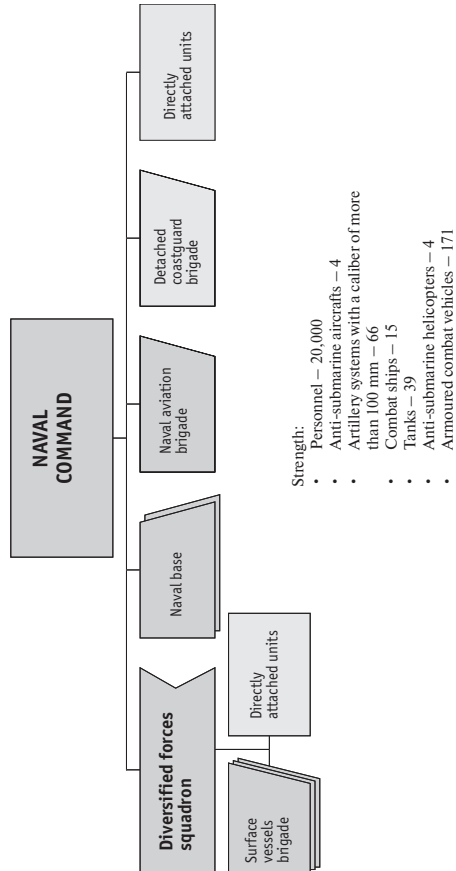 NAVAL
COMMAND
Diversified forces
squadron
Naval base
Naval aviation
brigade
Detached
coastguard
brigade
Directly
attached units
Surface
vessels
brigade
Directly
attached units
Strength:
• Personnel – 20,000
• Anti-submarine aircrafts – 4
• Artillery systems with a caliber of more
than 100 mm – 66
• Combat ships – 15
• Tanks – 39
• Anti-submarine helicopters – 4
• Armoured combat vehicles – 171